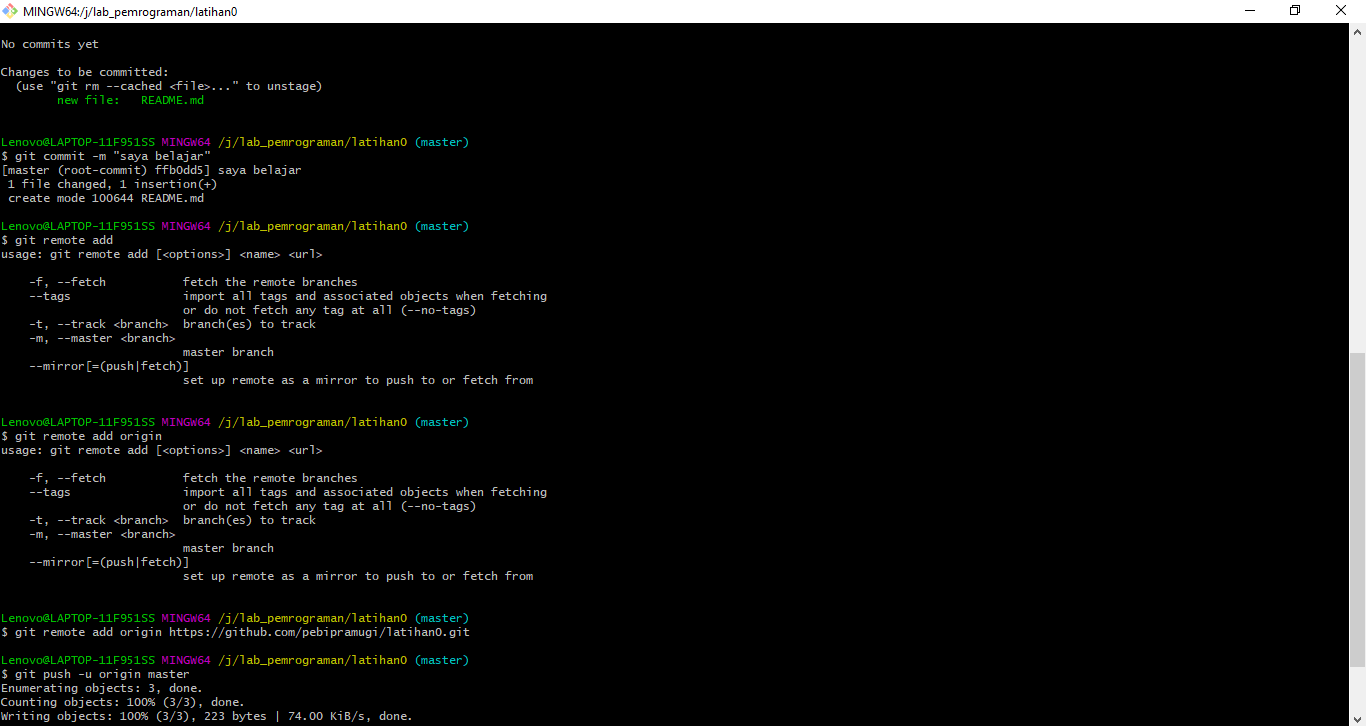 MINGW64:/j/lab_pemrograman/latihan0
No commits yet
Changes to be committed:
  (use "git rm --cached <file>..." to unstage)
        new file:   README.md
Lenovo@LAPTOP-11F951SS MINGW64 /j/lab_pemrograman/latihan0 (master)
$ git commit -m "saya belajar"
[master (root-commit) ffb0dd5] saya belajar
 1 file changed, 1 insertion(+)
 create mode 100644 README.md
Lenovo@LAPTOP-11F951SS MINGW64 /j/lab_pemrograman/latihan0 (master)
$ git remote add
usage: git remote add [<options>] <name> <url>
    -f, --fetch           fetch the remote branches
    --tags                import all tags and associated objects when fetching
                          or do not fetch any tag at all (--no-tags)
    -t, --track <branch>  branch(es) to track
    -m, --master <branch>
                          master branch
    --mirror[=(push|fetch)]
                          set up remote as a mirror to push to or fetch from
Lenovo@LAPTOP-11F951SS MINGW64 /j/lab_pemrograman/latihan0 (master)
$ git remote add origin
usage: git remote add [<options>] <name> <url>
    -f, --fetch           fetch the remote branches
    --tags                import all tags and associated objects when fetching
                          or do not fetch any tag at all (--no-tags)
    -t, --track <branch>  branch(es) to track
    -m, --master <branch>
                          master branch
    --mirror[=(push|fetch)]
                          set up remote as a mirror to push to or fetch from
Lenovo@LAPTOP-11F951SS MINGW64 /j/lab_pemrograman/latihan0 (master)
$ git remote add origin https://github.com/pebipramugi/latihan0.git
Lenovo@LAPTOP-11F951SS MINGW64 /j/lab_pemrograman/latihan0 (master)
$ git push -u origin master
Enumerating objects: 3, done.
Counting objects: 100% (3/3), done.
Writing objects: 100% (3/3), 223 bytes | 74.00 KiB/s, done.